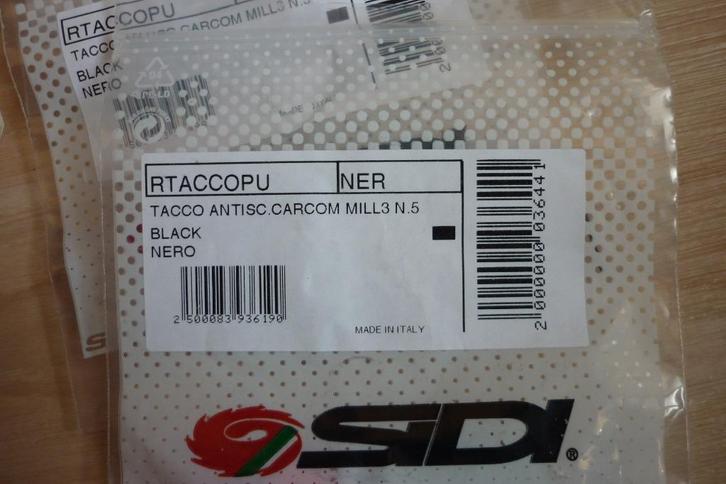 RTACCOPU
TACCO
BLACK
NERO
RTACCOPU NER
TACCO ANTISC.CARCOM MILL3 N.5
BLACK
NERO
2 500083 936190
MADE IN ITALY
2 000000 036441
SIDI®